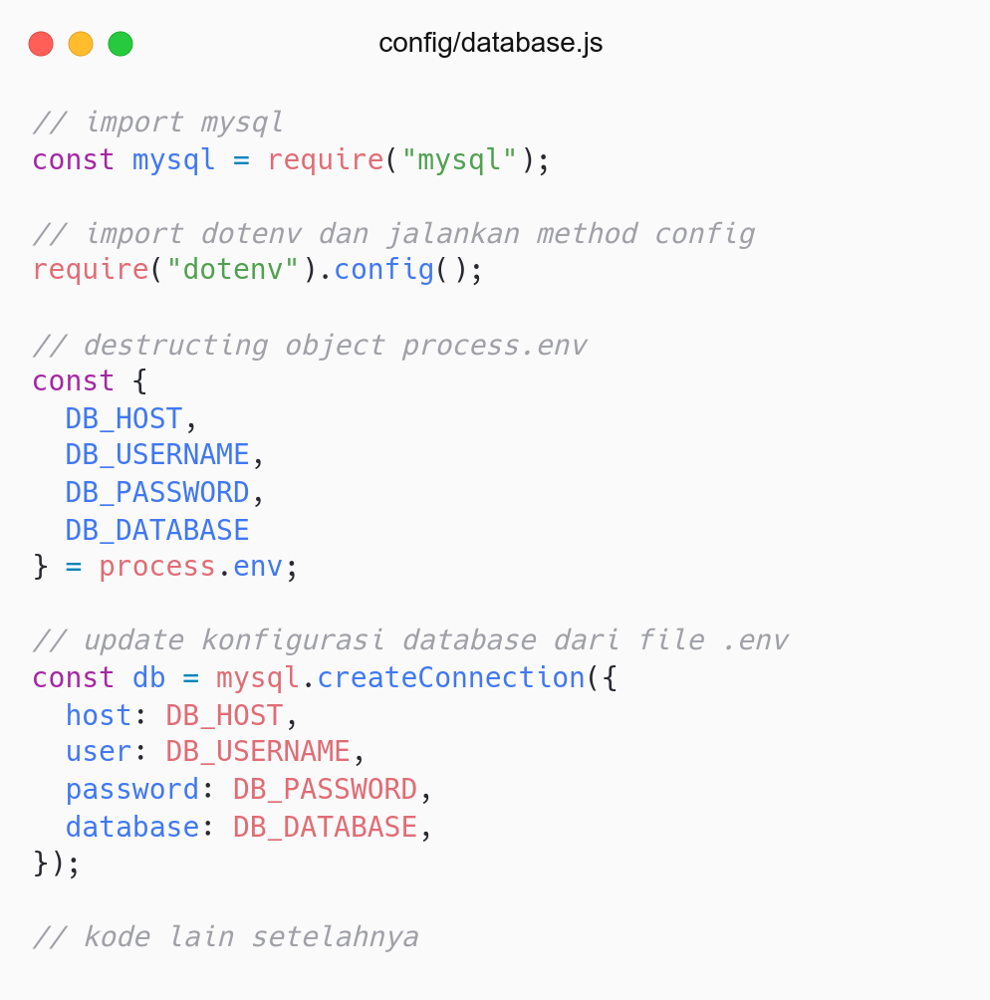 config/database.js
// import mysql
const mysql = require("mysql");
// import dotenv dan jalankan method config
require("dotenv").config();
// destructing object process.env
const {
  DB_HOST,
  DB_USERNAME,
  DB_PASSWORD,
  DB_DATABASE
} = process.env;
// update konfigurasi database dari file .env
const db = mysql.createConnection({
  host: DB_HOST,
  user: DB_USERNAME,
  password: DB_PASSWORD,
  database: DB_DATABASE,
});
// kode lain setelahnya